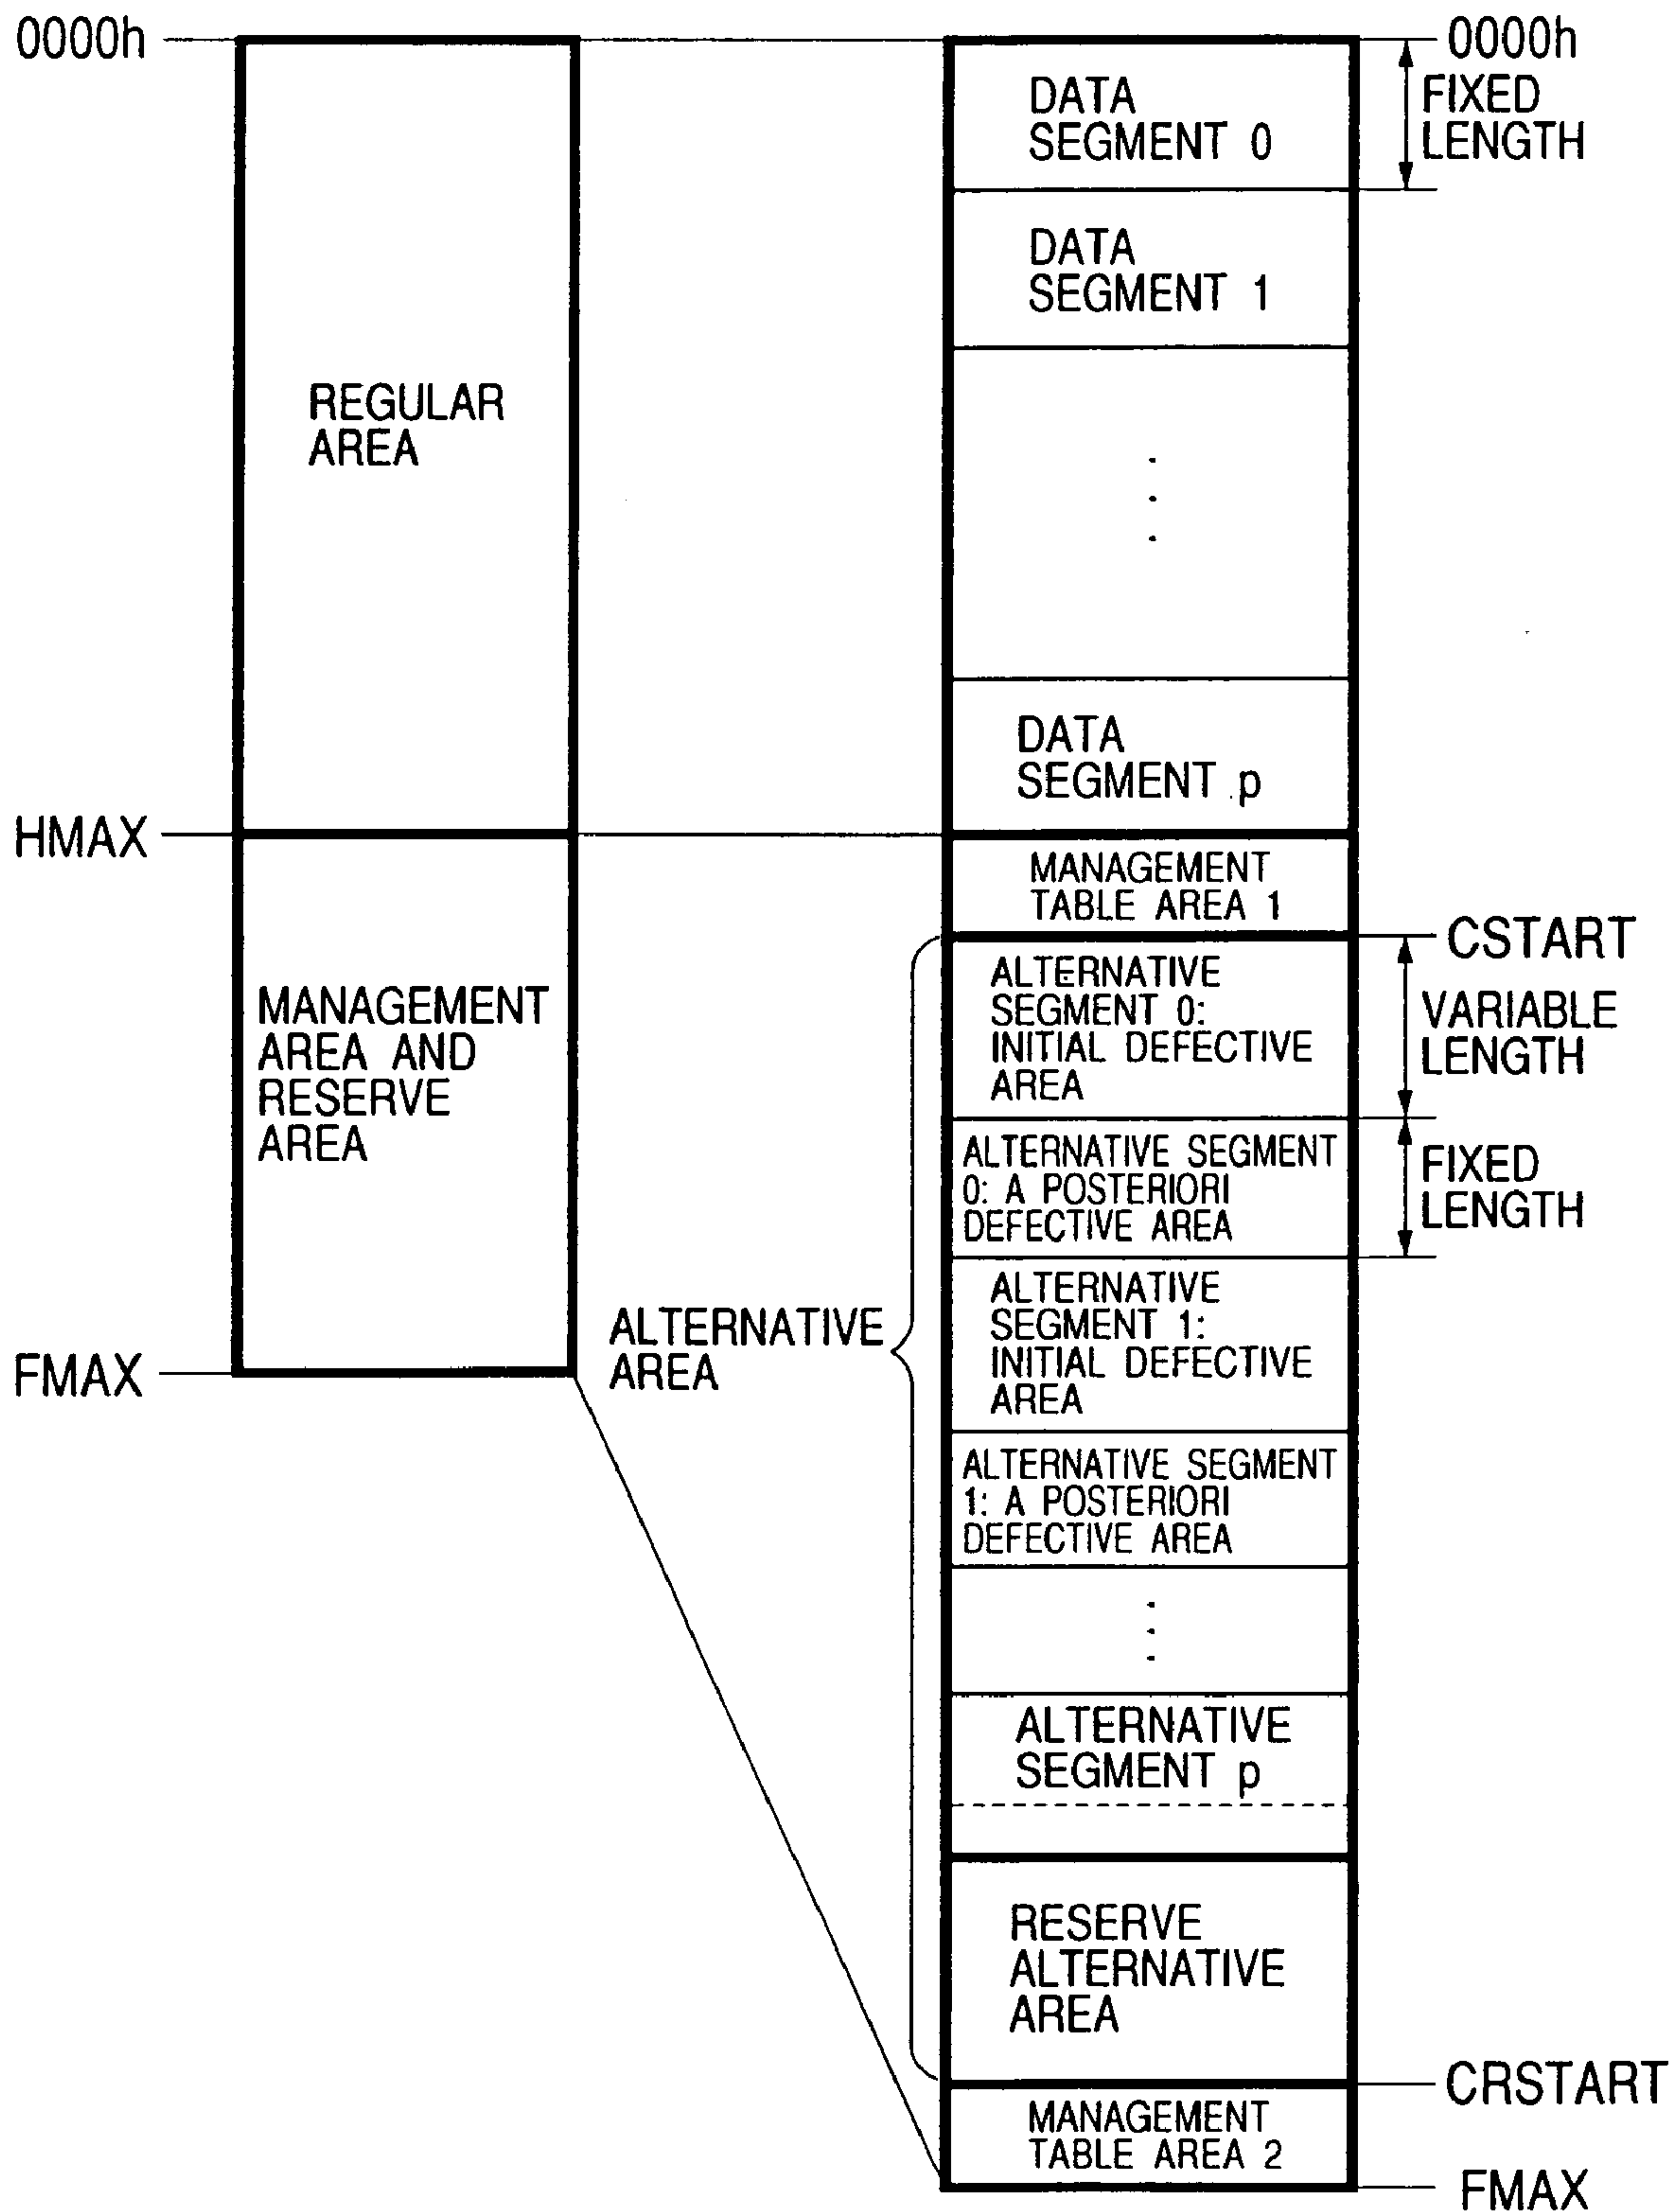 0000h
REGULAR
AREA
HMAX
MANAGEMENT
AREA AND
RESERVE
AREA
FMAX
DATA
SEGMENT 0
DATA
SEGMENT 1
.
.
.
DATA
SEGMENT p
MANAGEMENT
TABLE AREA 1
ALTERNATIVE
AREA
ALTERNATIVE
SEGMENT 0:
INITIAL DEFECTIVE
AREA
ALTERNATIVE SEGMENT
0: A POSTERIORI
DEFECTIVE AREA
ALTERNATIVE
SEGMENT 1:
INITIAL DEFECTIVE
AREA
ALTERNATIVE SEGMENT
1: A POSTERIORI
DEFECTIVE AREA
.
.
.
ALTERNATIVE
SEGMENT p
RESERVE
ALTERNATIVE
AREA
MANAGEMENT
TABLE AREA 2
0000h
FIXED
LENGTH
CSTART
VARIABLE
LENGTH
FIXED
LENGTH
CRSTART
FMAX